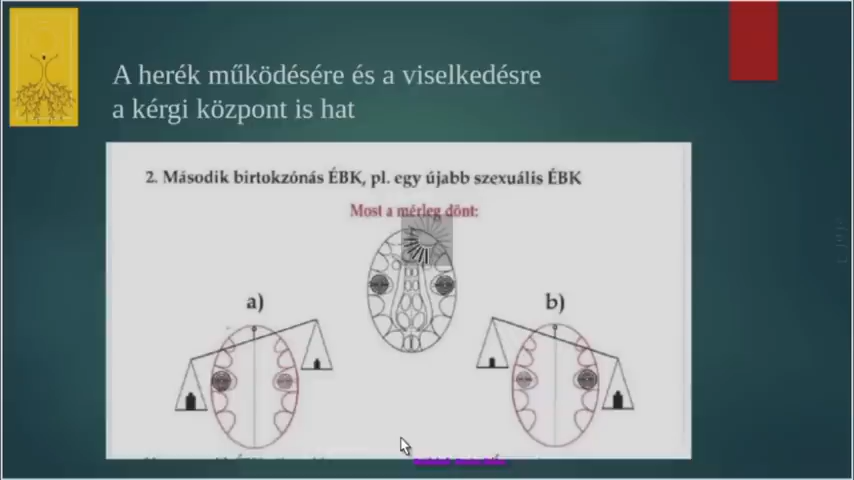 A herék működésére és a viselkedésre
a kérgi központ is hat
2. Második birtokzónás ÉBK, pl. egy újabb szexuális ÉBK
Most a mérleg dönt:
a)
b)